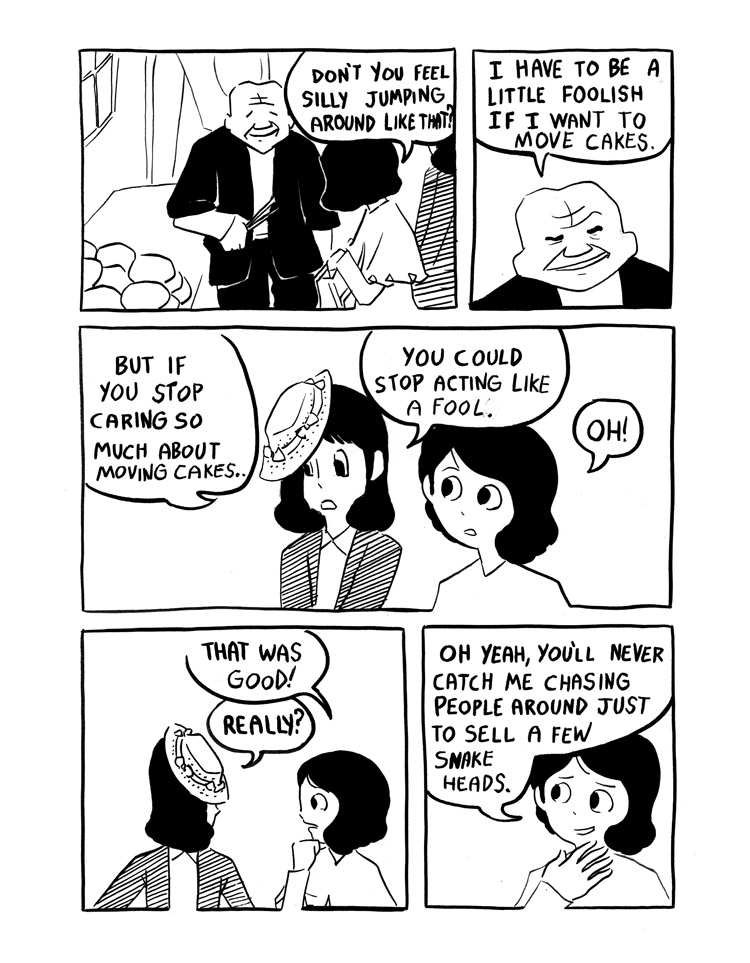 DON'T YOU FEEL
SILLY JUMPING
AROUND LIKE THAT?
I HAVE TO BE A
LITTLE FOOLISH
IF I WANT TO
MOVE CAKES.
BUT IF
YOU STOP
CARING SO
MUCH ABOUT
MOVING CAKES..
YOU COULD
STOP ACTING LIKE
A FOOL.
OH!
THAT WAS
GOOD!
REALLY?
OH YEAH, YOU'LL NEVER
CATCH ME CHASING
PEOPLE AROUND JUST
TO SELL A FEW
SNAKE
HEADS.